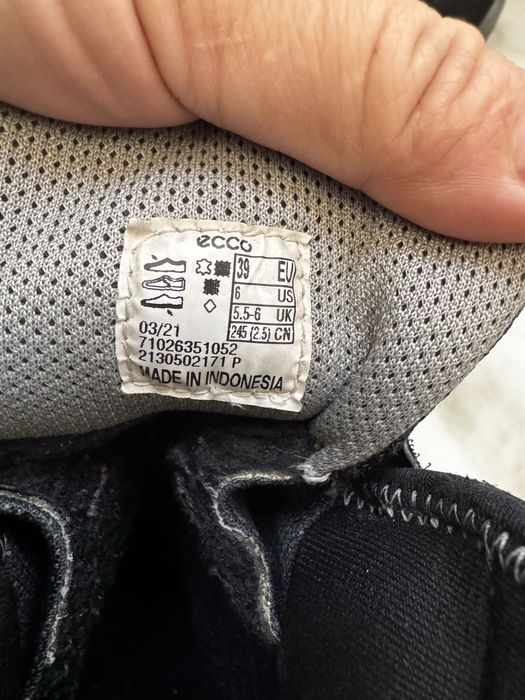 ecco
39 EU
6 US
5.5-6 UK
245 (2.5) CN
03/21
71026351052
2130502171 P
MADE IN INDONESIA